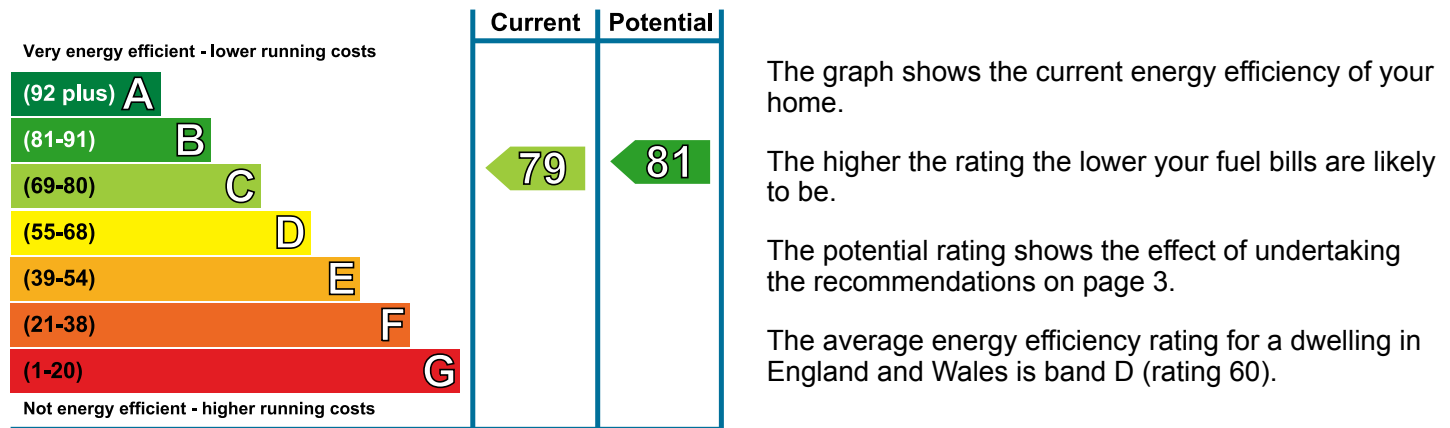 Current Potential
Very energy efficient - lower running costs
(92 plus) A
(81-91) B
(69-80) C
(55-68) D
(39-54) E
(21-38) F
(1-20) G
Not energy efficient - higher running costs
79 81
The graph shows the current energy efficiency of your
home.
The higher the rating the lower your fuel bills are likely
to be.
The potential rating shows the effect of undertaking
the recommendations on page 3.
The average energy efficiency rating for a dwelling in
England and Wales is band D (rating 60).